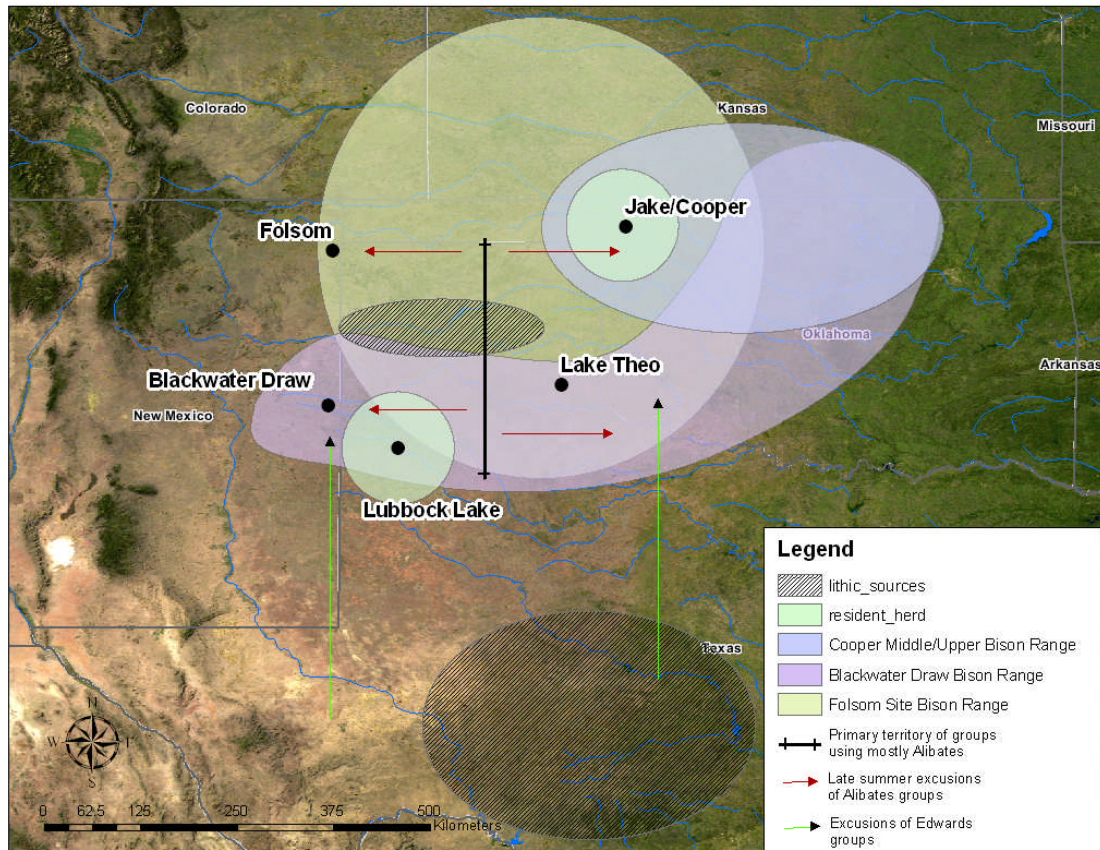 Colorado
Kansas
Missouri
Jake/Cooper
Folsom
Oklahoma
Lake Theo
Arkansas
Blackwater Draw
New Mexico
Lubbock Lake
Texas
N
W E
S
0 62.5 125 250 375 500
Kilometers
Legend
lithic_sources
resident_herd
Cooper Middle/Upper Bison Range
Blackwater Draw Bison Range
Folsom Site Bison Range
Primary territory of groups
using mostly Alibates
Late summer excusions
of Alibates groups
Excusions of Edwards
groups